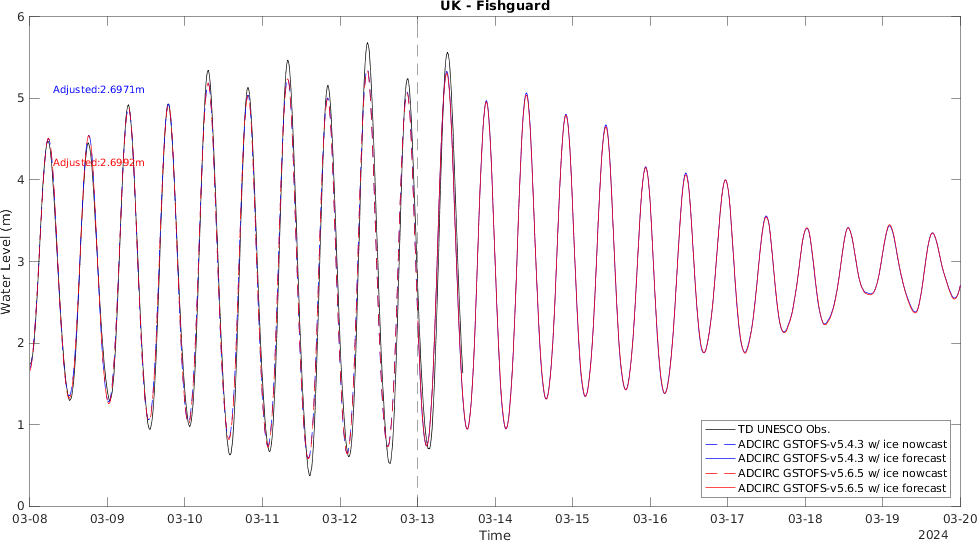 UK - Fishguard
Water Level (m)
6
5
4
3
2
1
0
Adjusted:2.6971m
Adjusted:2.6992m
TD UNESCO Obs.
ADCIRC GSTOFS-v5.4.3 w/ ice nowcast
ADCIRC GSTOFS-v5.4.3 w/ ice forecast
ADCIRC GSTOFS-v5.6.5 w/ ice nowcast
ADCIRC GSTOFS-v5.6.5 w/ ice forecast
03-08 03-09 03-10 03-11 03-12 03-13 03-14 03-15 03-16 03-17 03-18 03-19 03-20
Time
2024